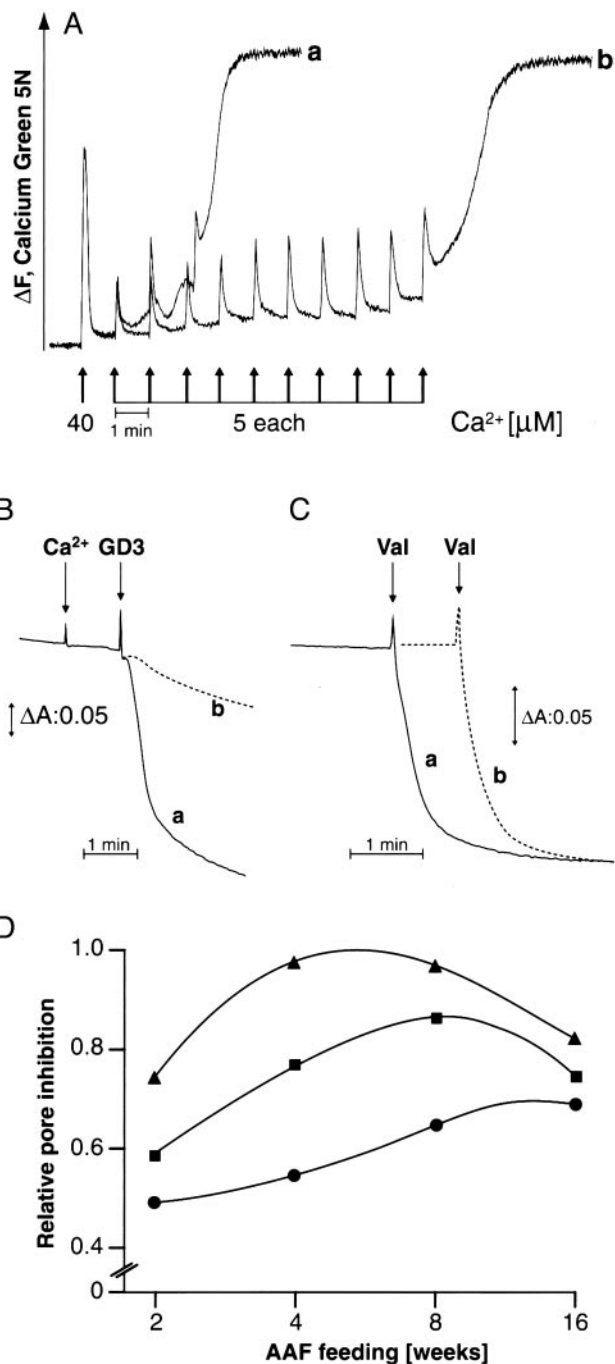 A
a
b
ΔF, Calcium Green 5N
40
1 min
5 each
Ca²⁺ [μM]
B
Ca²⁺ GD3
ΔA:0.05
b
a
1 min
C
Val Val
ΔA:0.05
a
b
1 min
D
Relative pore inhibition
1.0
0.8
0.6
0.4
0
2 4 8 16
AAF feeding [weeks]